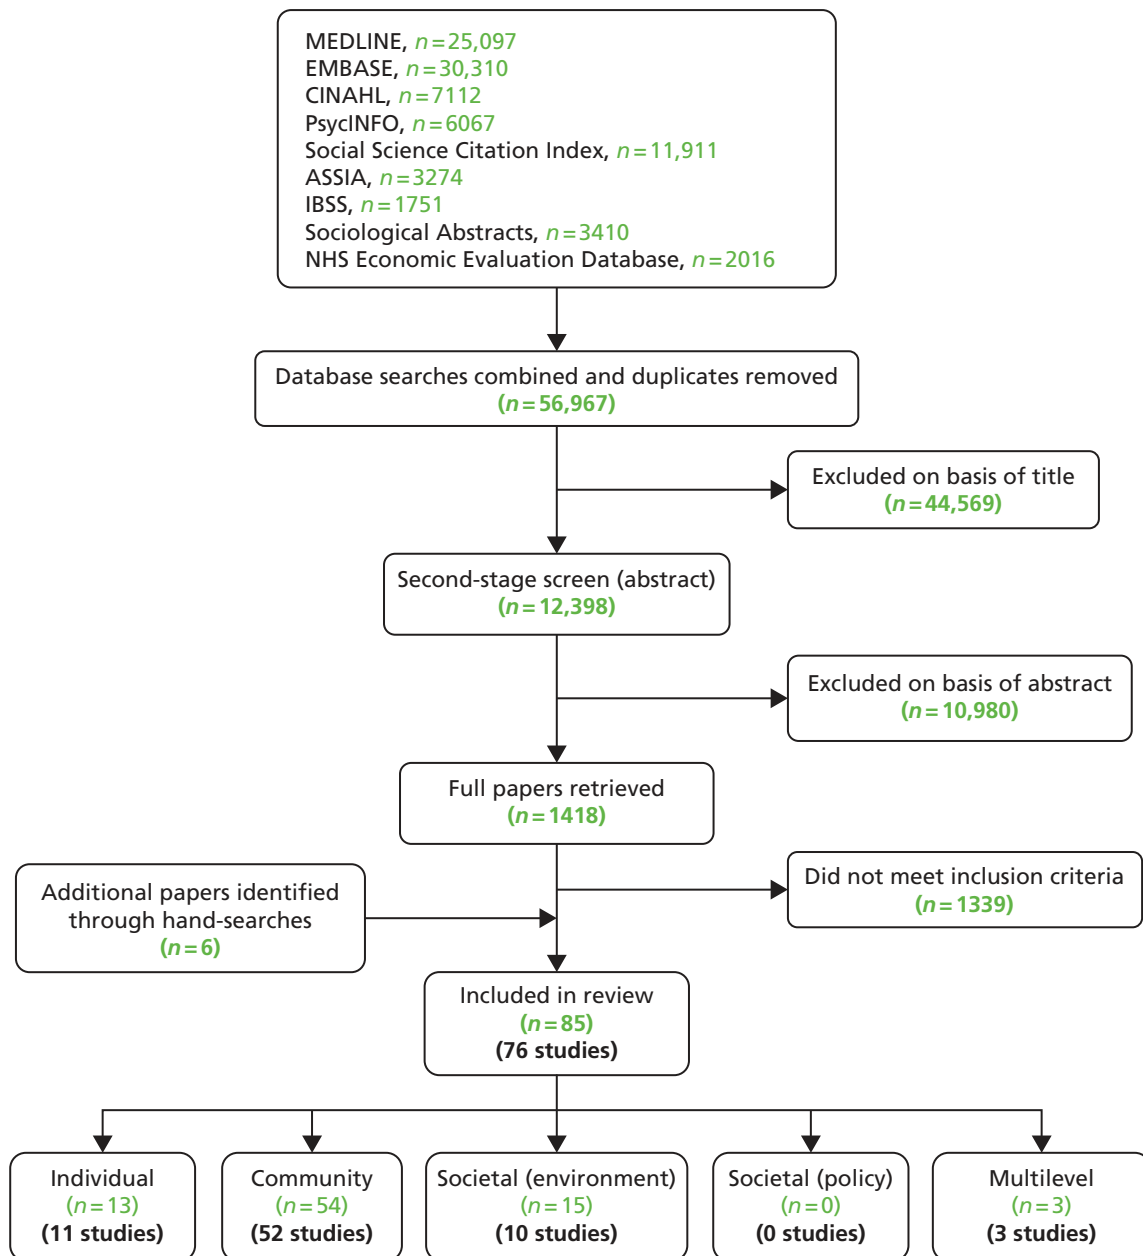 MEDLINE, n=25,097
EMBASE, n=30,310
CINAHL, n=7112
PsycINFO, n=6067
Social Science Citation Index, n=11,911
ASSIA, n=3274
IBSS, n=1751
Sociological Abstracts, n=3410
NHS Economic Evaluation Database, n=2016
Database searches combined and duplicates removed
(n=56,967)
Excluded on basis of title
(n=44,569)
Second-stage screen (abstract)
(n=12,398)
Excluded on basis of abstract
(n=10,980)
Full papers retrieved
(n=1418)
Did not meet inclusion criteria
(n=1339)
Additional papers identified
through hand-searches
(n=6)
Included in review
(n=85)
(76 studies)
Individual
(n=13)
(11 studies)
Community
(n=54)
(52 studies)
Societal (environment)
(n=15)
(10 studies)
Societal (policy)
(n=0)
(0 studies)
Multilevel
(n=3)
(3 studies)